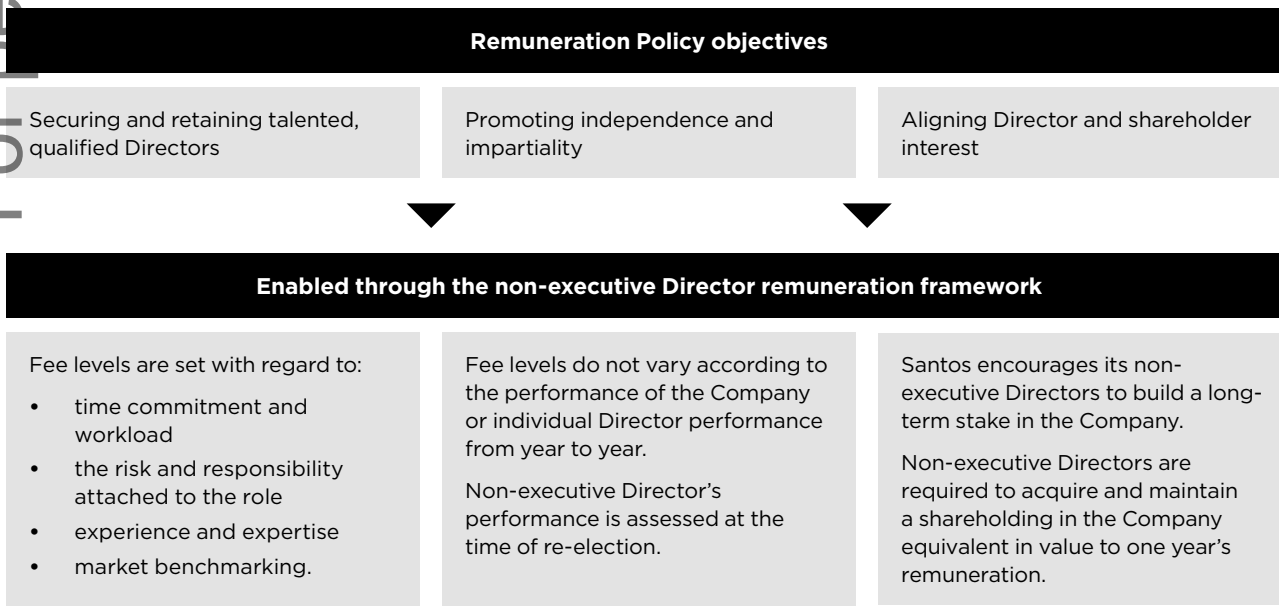 Remuneration Policy objectives
Securing and retaining talented,
qualified Directors
Promoting independence and
impartiality
Aligning Director and shareholder
interest
Enabled through the non-executive Director remuneration framework
Fee levels are set with regard to:
• time commitment and
workload
• the risk and responsibility
attached to the role
• experience and expertise
• market benchmarking.
Fee levels do not vary according to
the performance of the Company
or individual Director performance
from year to year.
Non-executive Director’s
performance is assessed at the
time of re-election.
Santos encourages its non-
executive Directors to build a long-
term stake in the Company.
Non-executive Directors are
required to acquire and maintain
a shareholding in the Company
equivalent in value to one year’s
remuneration.